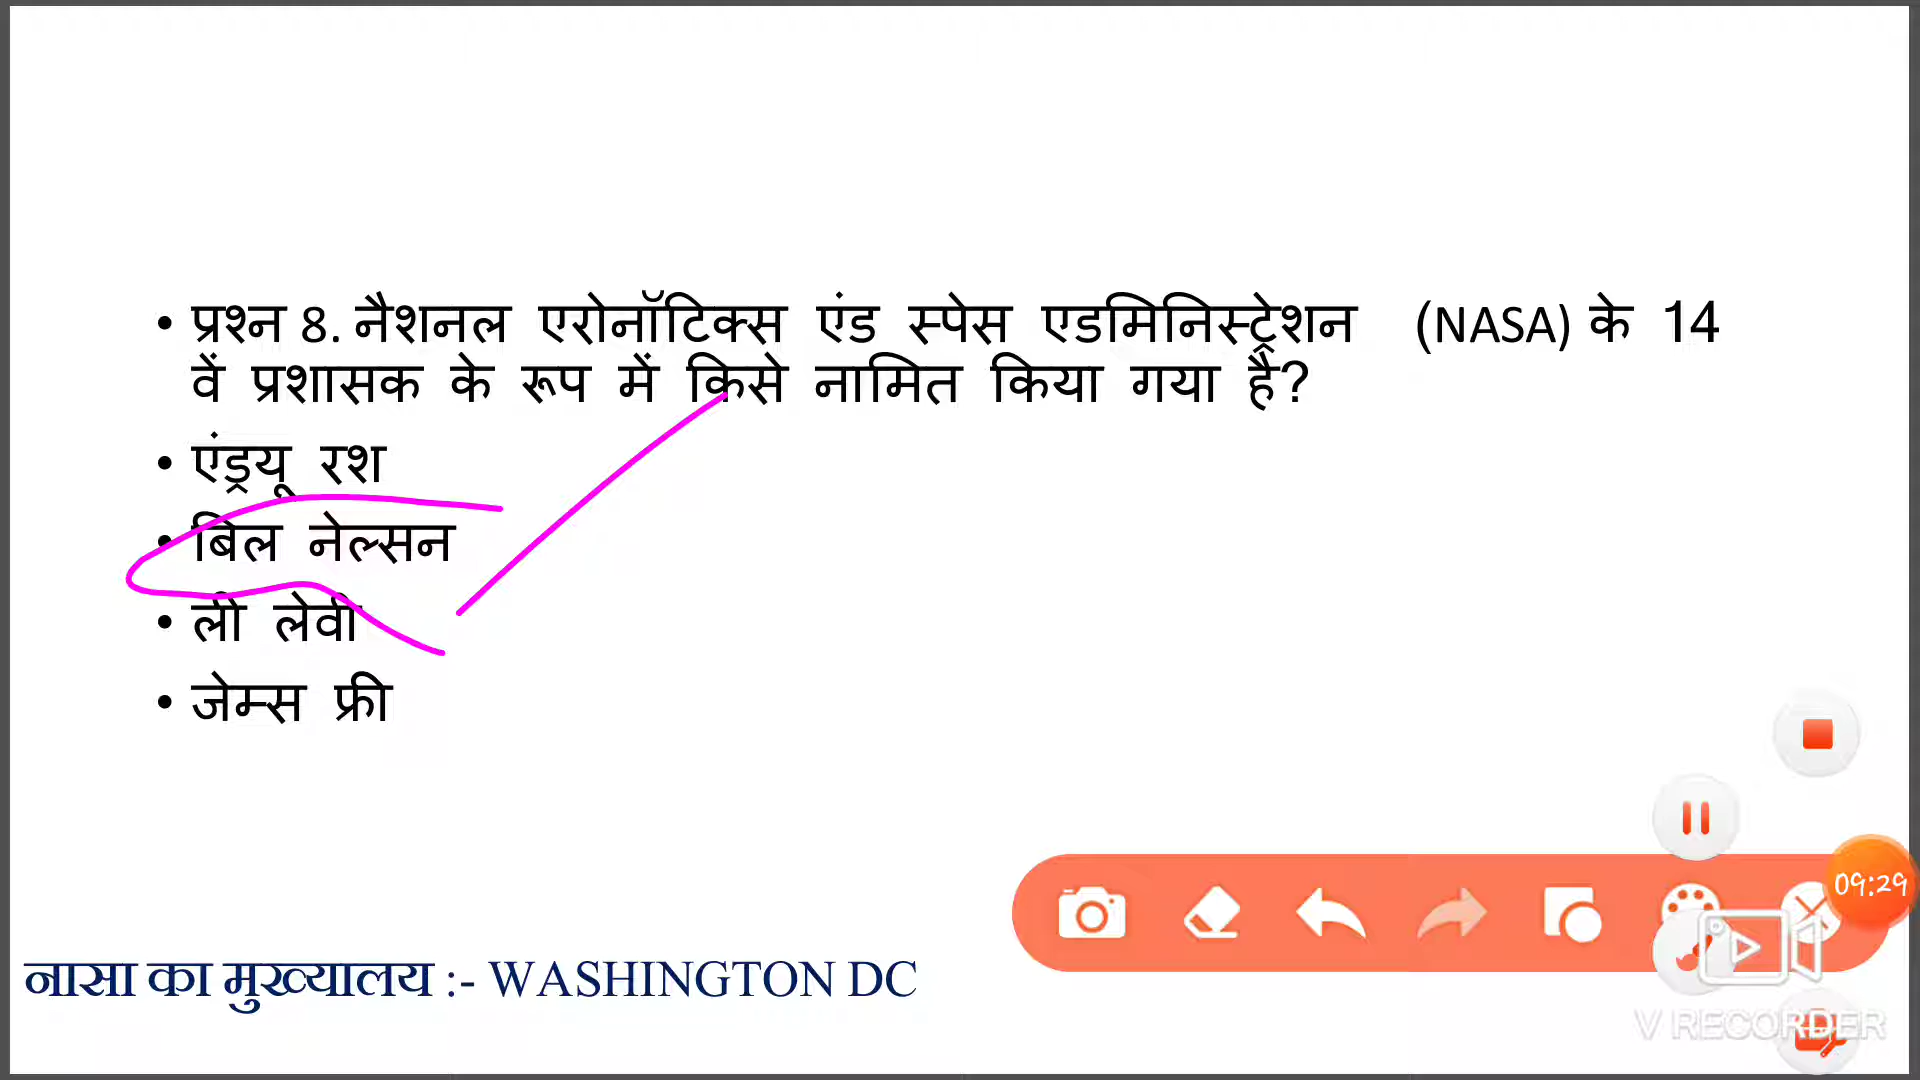 • प्रश्न 8. नैशनल एरोनॉटिक्स एंड स्पेस एडमिनिस्ट्रेशन (NASA) के 14
वें प्रशासक के रूप में किसे नामित किया गया है?
• एंड्रयू रश
• बिल नेल्सन
• ली लेवी
• जेम्स फ्री
09:29
नासा का मुख्यालय :- WASHINGTON DC
V RECORDER